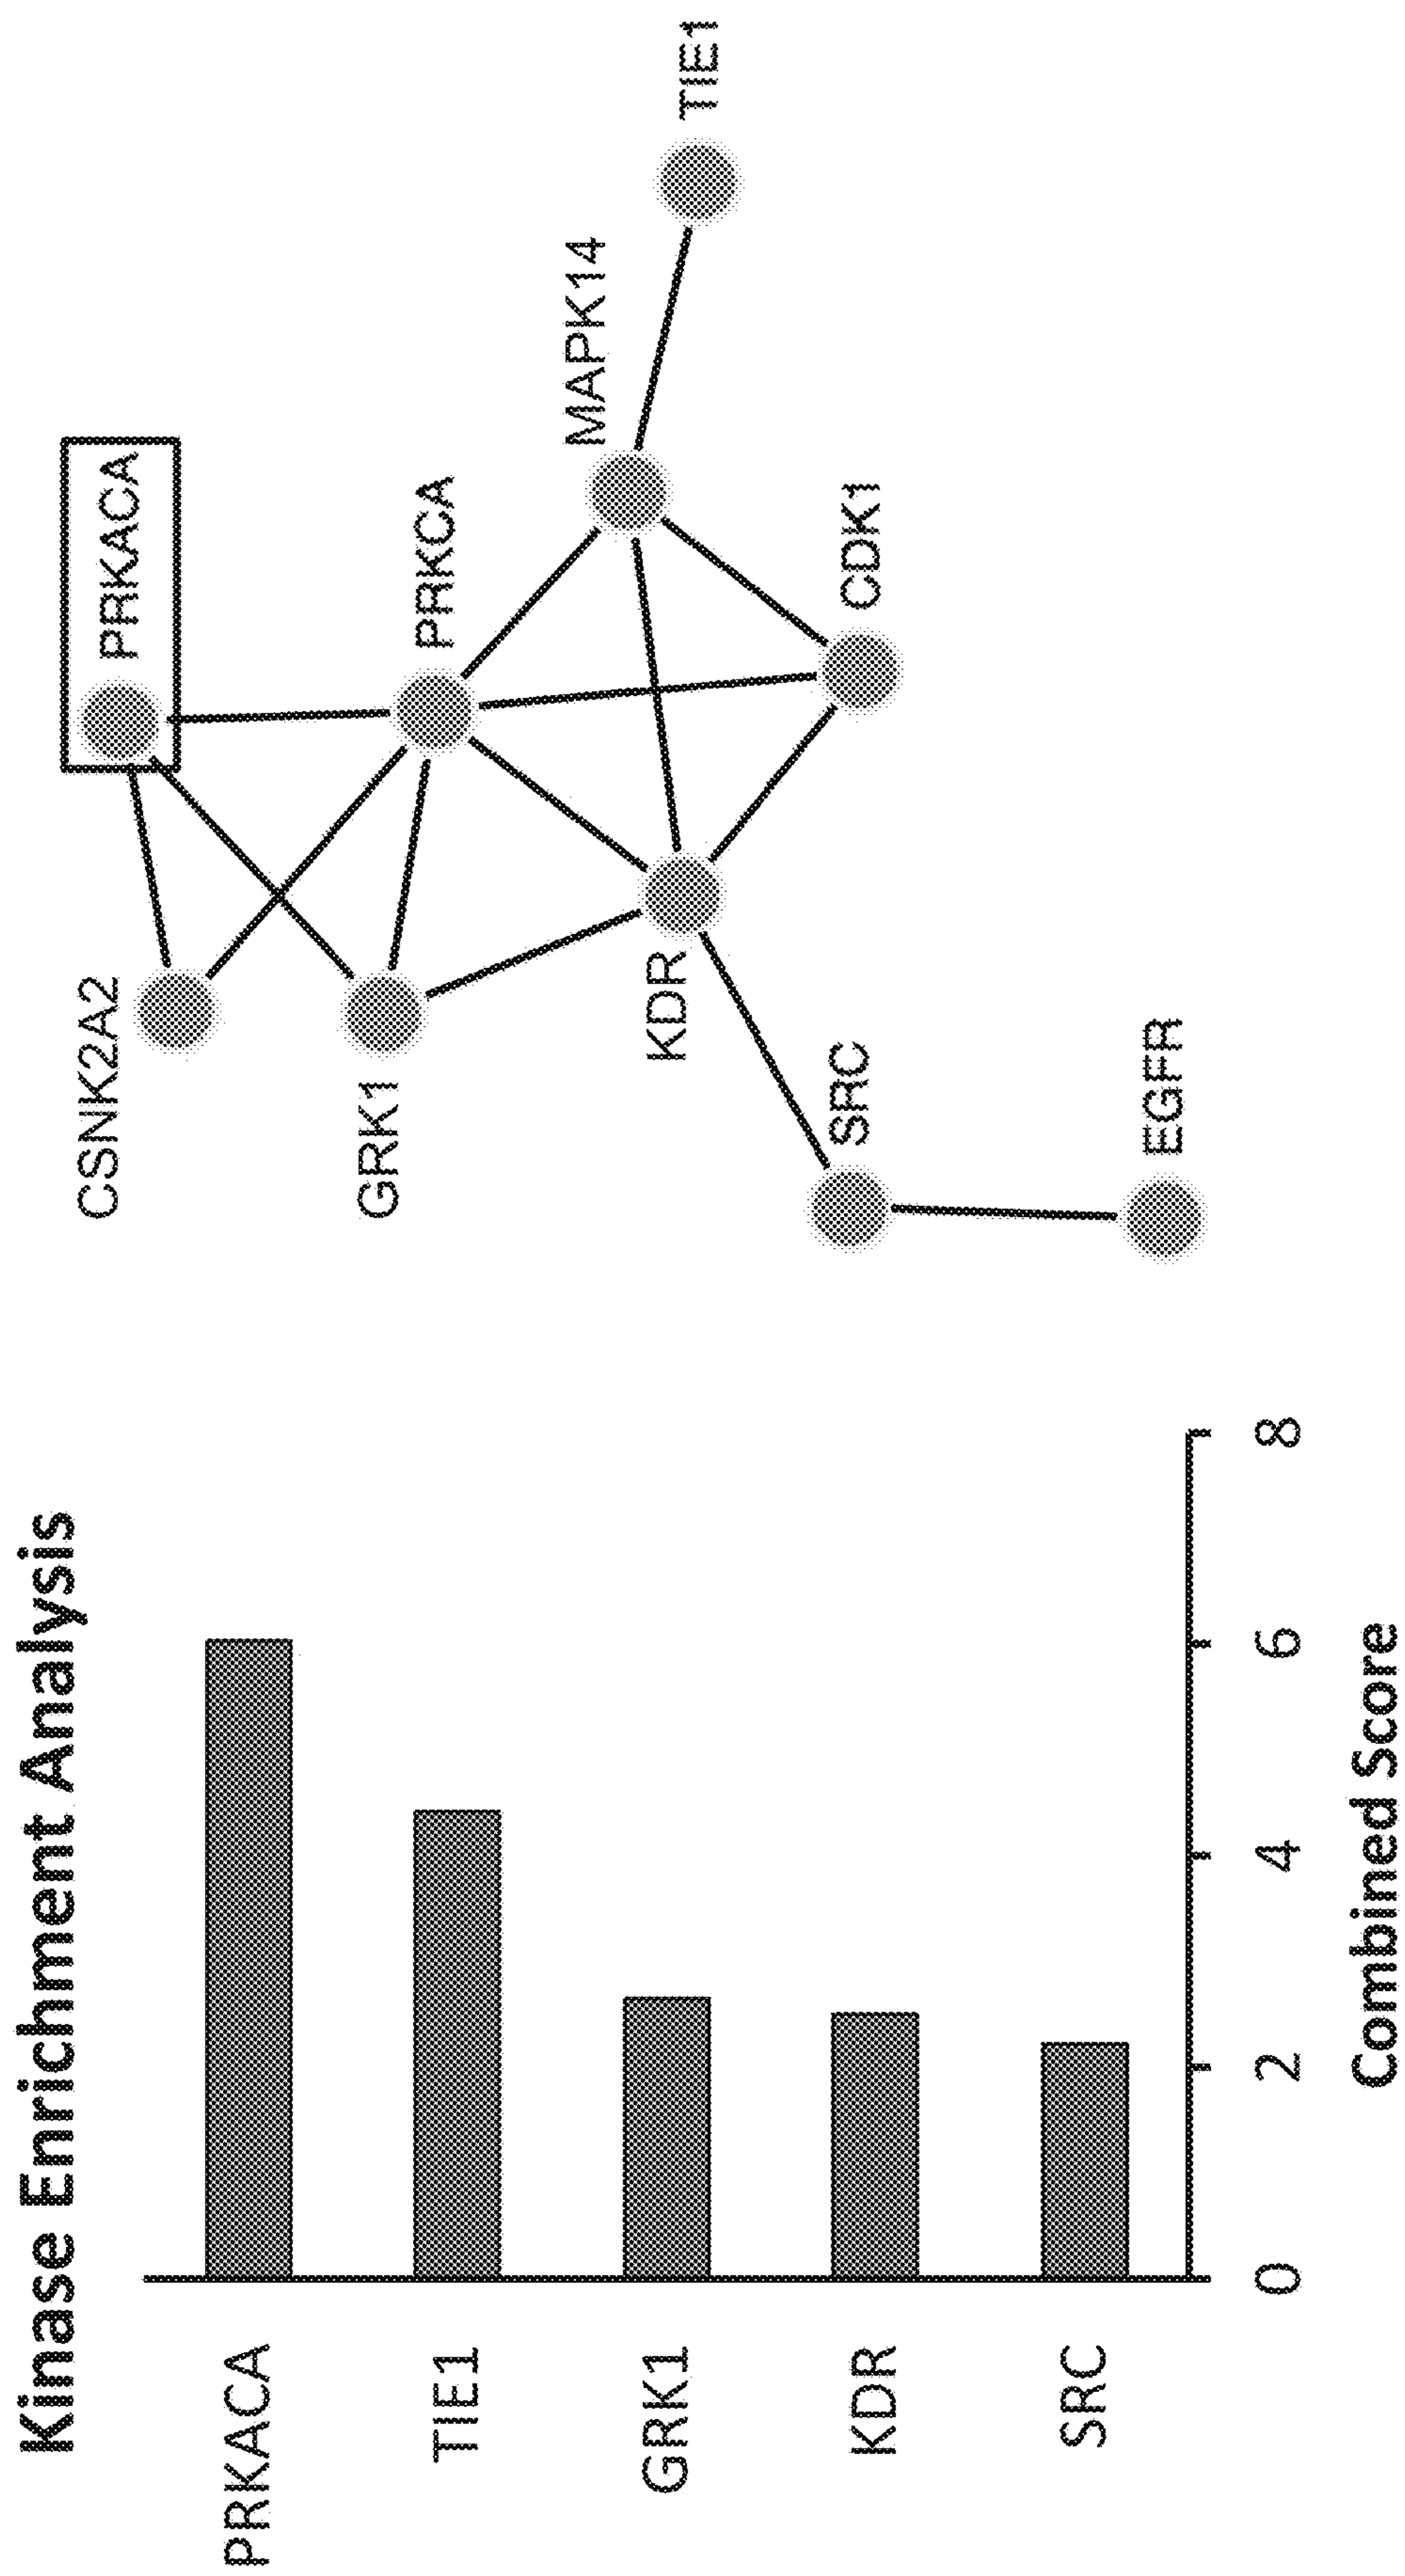 Kinase Enrichment Analysis
PRKACA
TIE1
GRK1
KDR
SRC
0 2 4 6 8
Combined Score
CSNK2A2
PRKACA
GRK1
PRKCA
MAPK14
TIE1
KDR
CDK1
SRC
EGFR